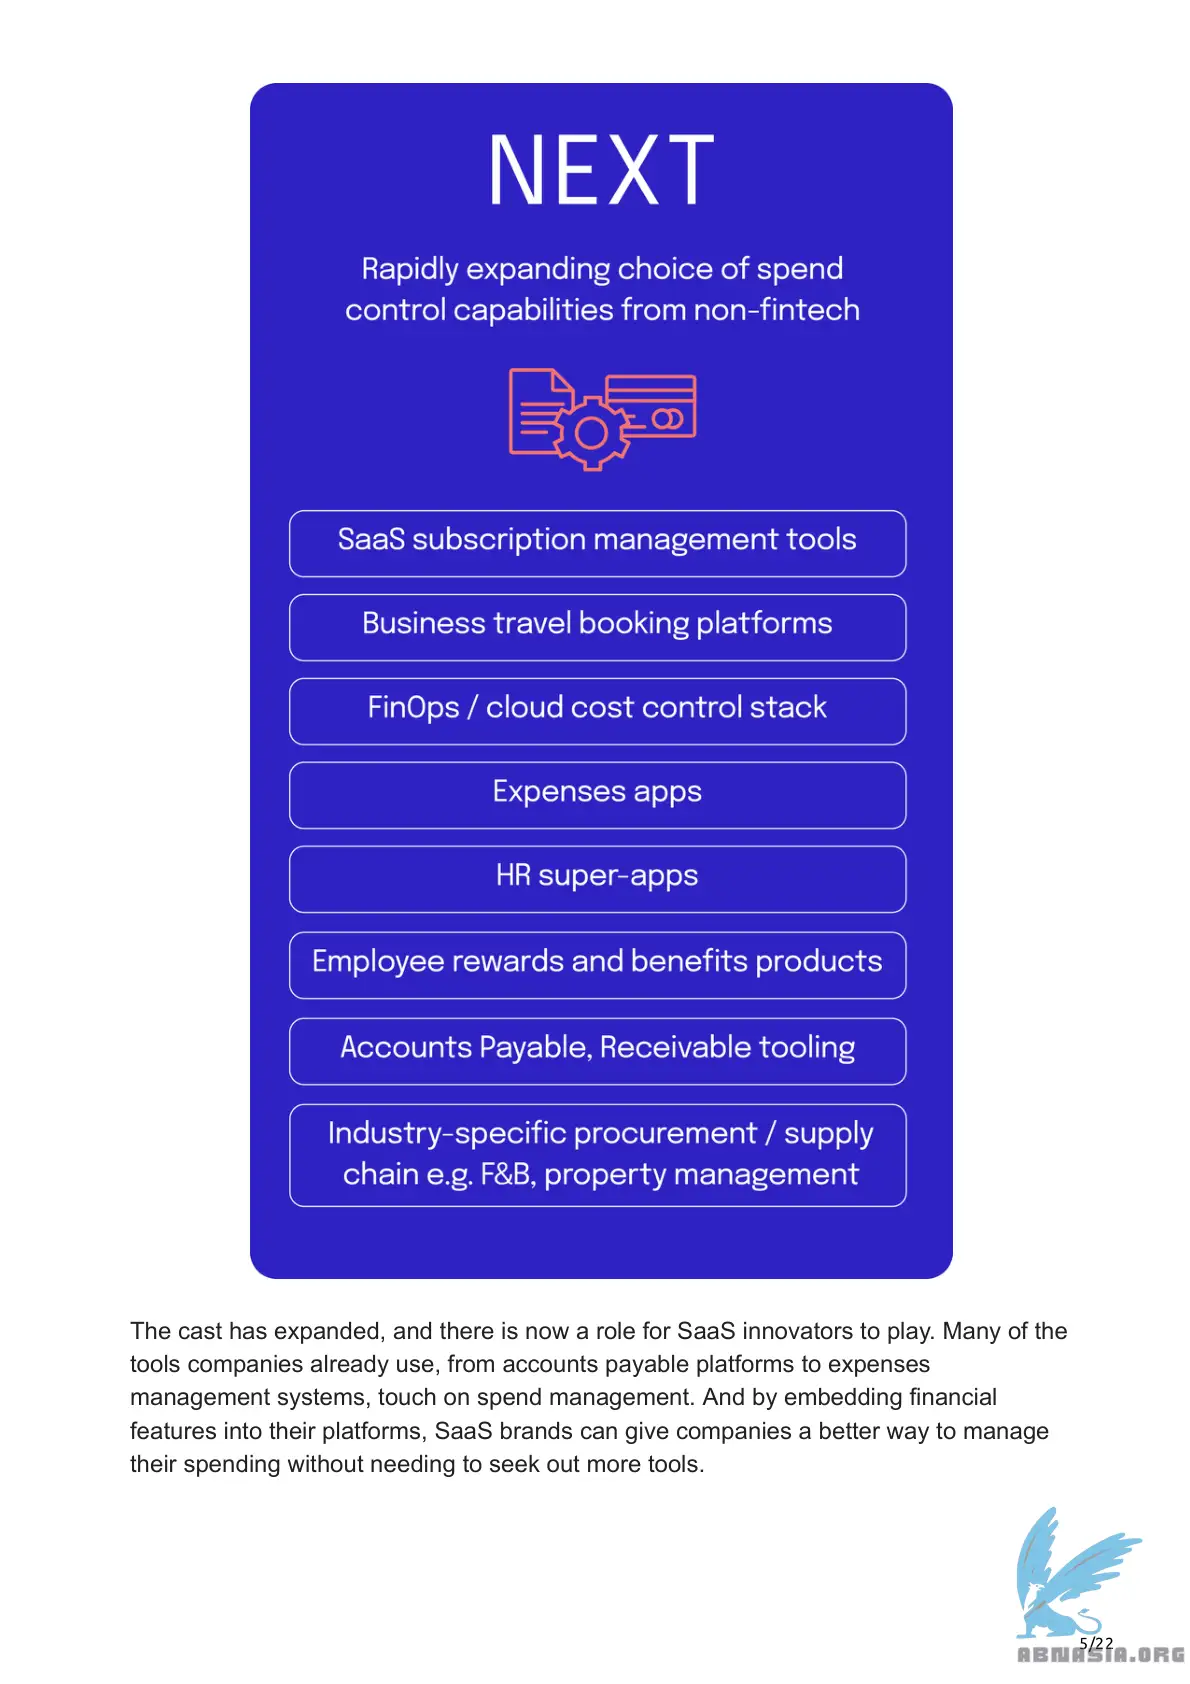 NEXT
Rapidly expanding choice of spend
control capabilities from non-fintech
SaaS subscription management tools
Business travel booking platforms
FinOps / cloud cost control stack
Expenses apps
HR super-apps
Employee rewards and benefits products
Accounts Payable, Receivable tooling
Industry-specific procurement / supply
chain e.g. F&B, property management
The cast has expanded, and there is now a role for SaaS innovators to play. Many of the
tools companies already use, from accounts payable platforms to expenses
management systems, touch on spend management. And by embedding financial
features into their platforms, SaaS brands can give companies a better way to manage
their spending without needing to seek out more tools.
5/22
ABNASIA.ORG